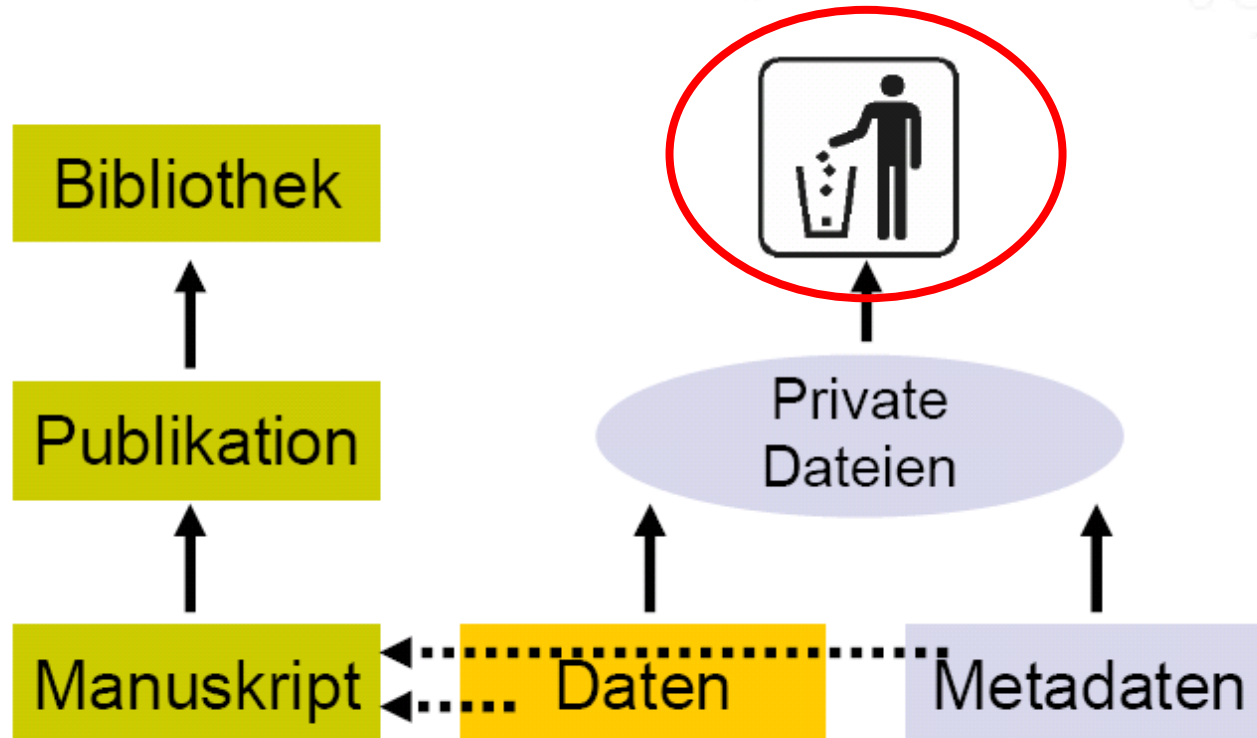 Bibliothek
Publikation
Private
Dateien
Manuskript
Daten
Metadaten